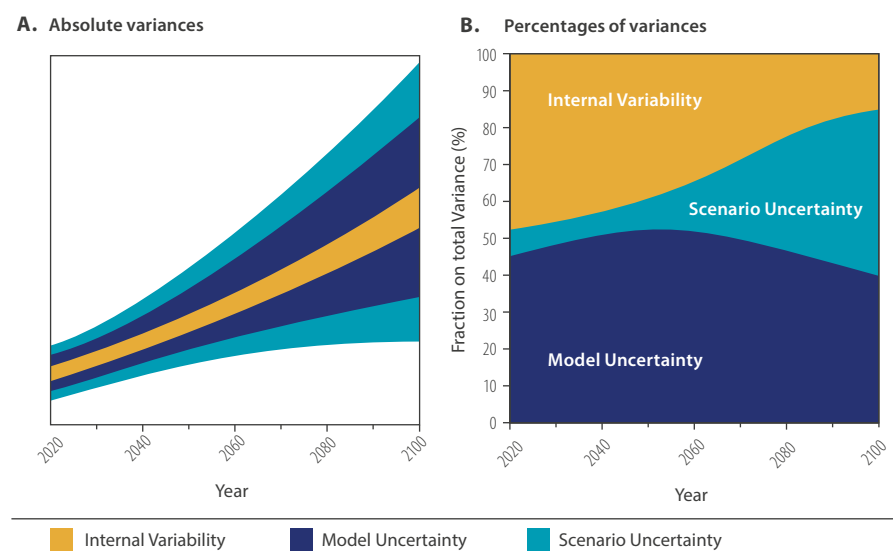 A. Absolute variances
2020
2040
2060
2080
2100
Year
B. Percentages of variances
Fraction on total Variance (%)
100
90
80
70
60
50
40
30
20
10
0
Internal Variability
Scenario Uncertainty
Model Uncertainty
2020
2040
2060
2080
2100
Year
Internal Variability
Model Uncertainty
Scenario Uncertainty